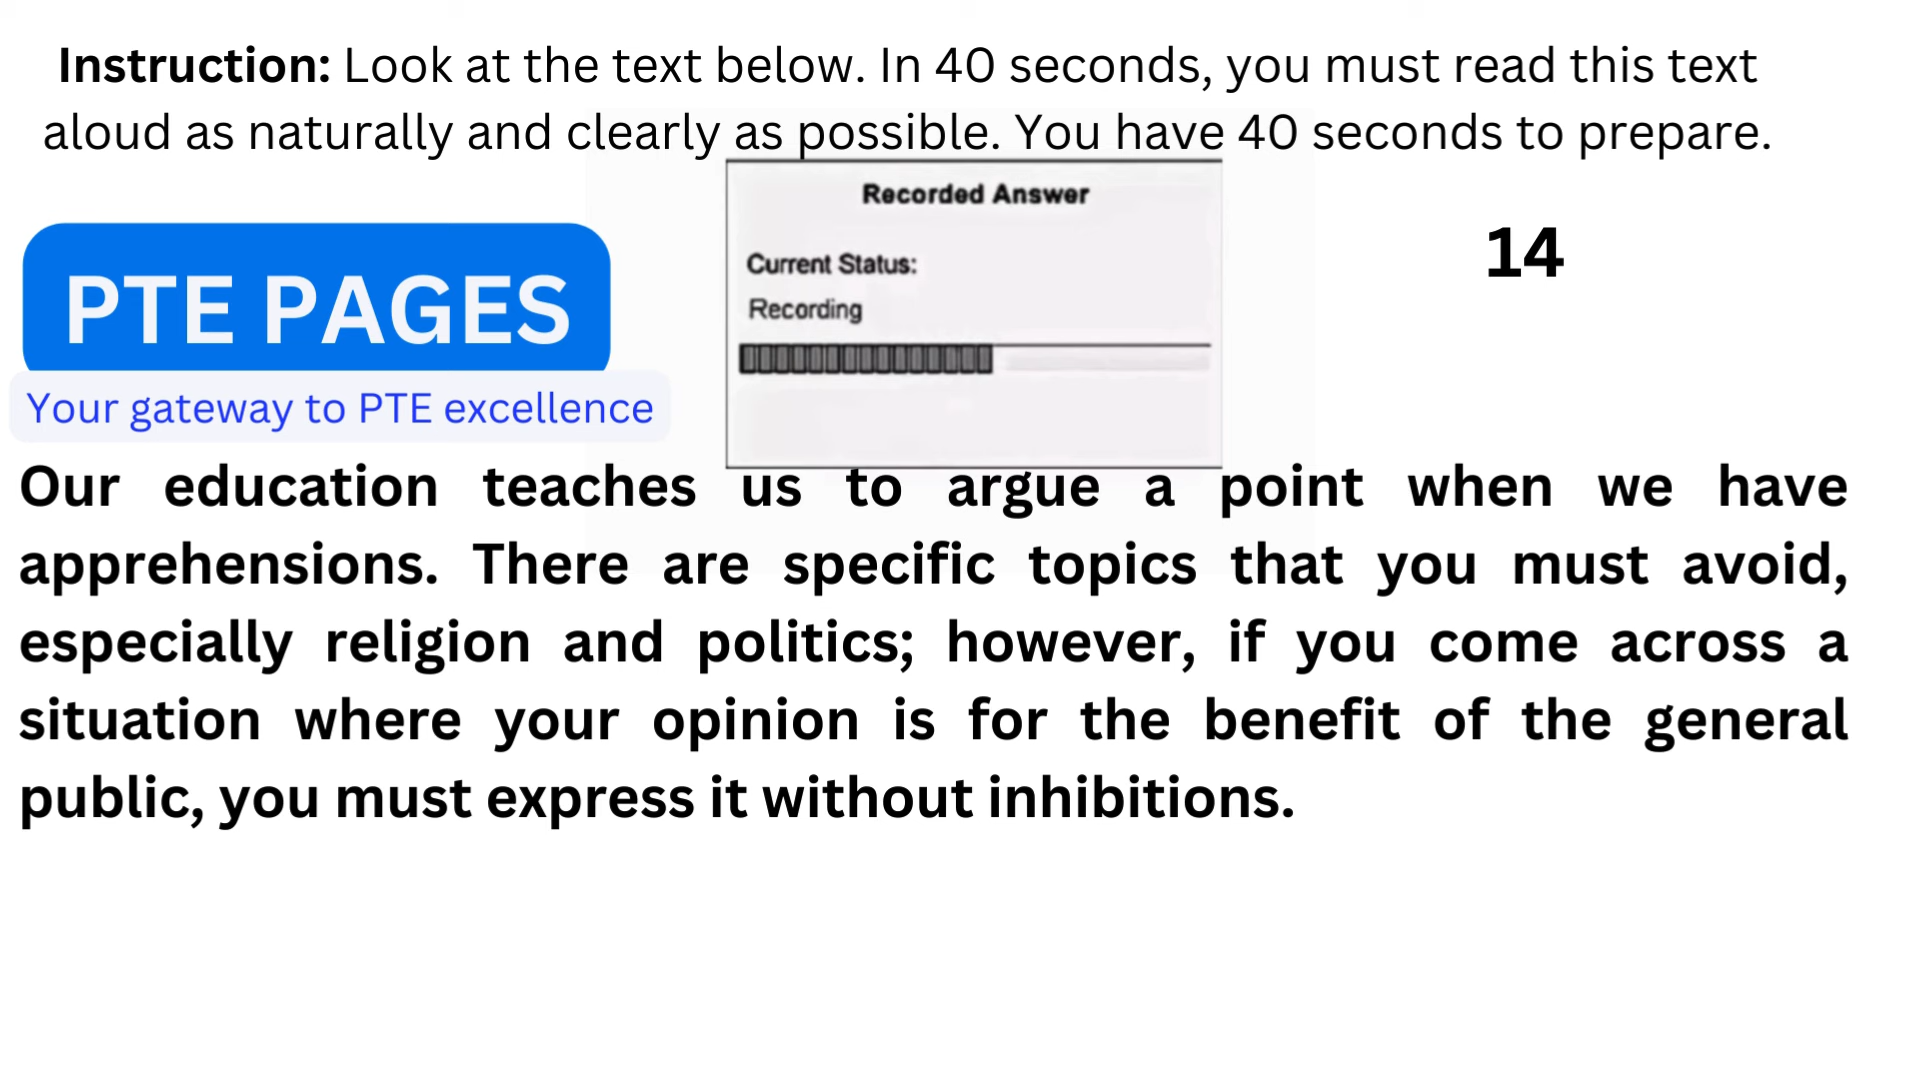 Instruction: Look at the text below. In 40 seconds, you must read this text
aloud as naturally and clearly as possible. You have 40 seconds to prepare.
Recorded Answer
Current Status:
Recording
14
PTE PAGES
Your gateway to PTE excellence
Our education teaches us to argue a point when we have
apprehensions. There are specific topics that you must avoid,
especially religion and politics; however, if you come across a
situation where your opinion is for the benefit of the general
public, you must express it without inhibitions.